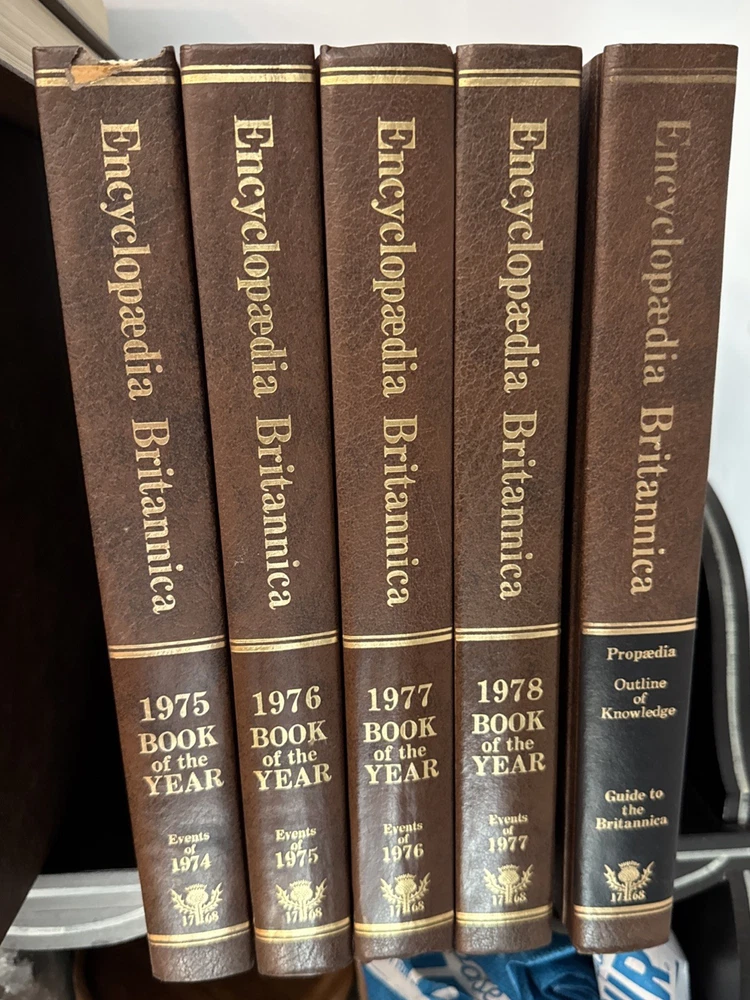 Encyclopædia Britannica
1975
BOOK
of the
YEAR
Events
of
1974
1768
Encyclopædia Britannica
1976
BOOK
of the
YEAR
Events
of
1975
1768
Encyclopædia Britannica
1977
BOOK
of the
YEAR
Events
of
1976
1768
Encyclopædia Britannica
1978
BOOK
of the
YEAR
Events
of
1977
1768
Encyclopædia Britannica
Propædia
Outline
of
Knowledge
Guide to
the
Britannica
1768